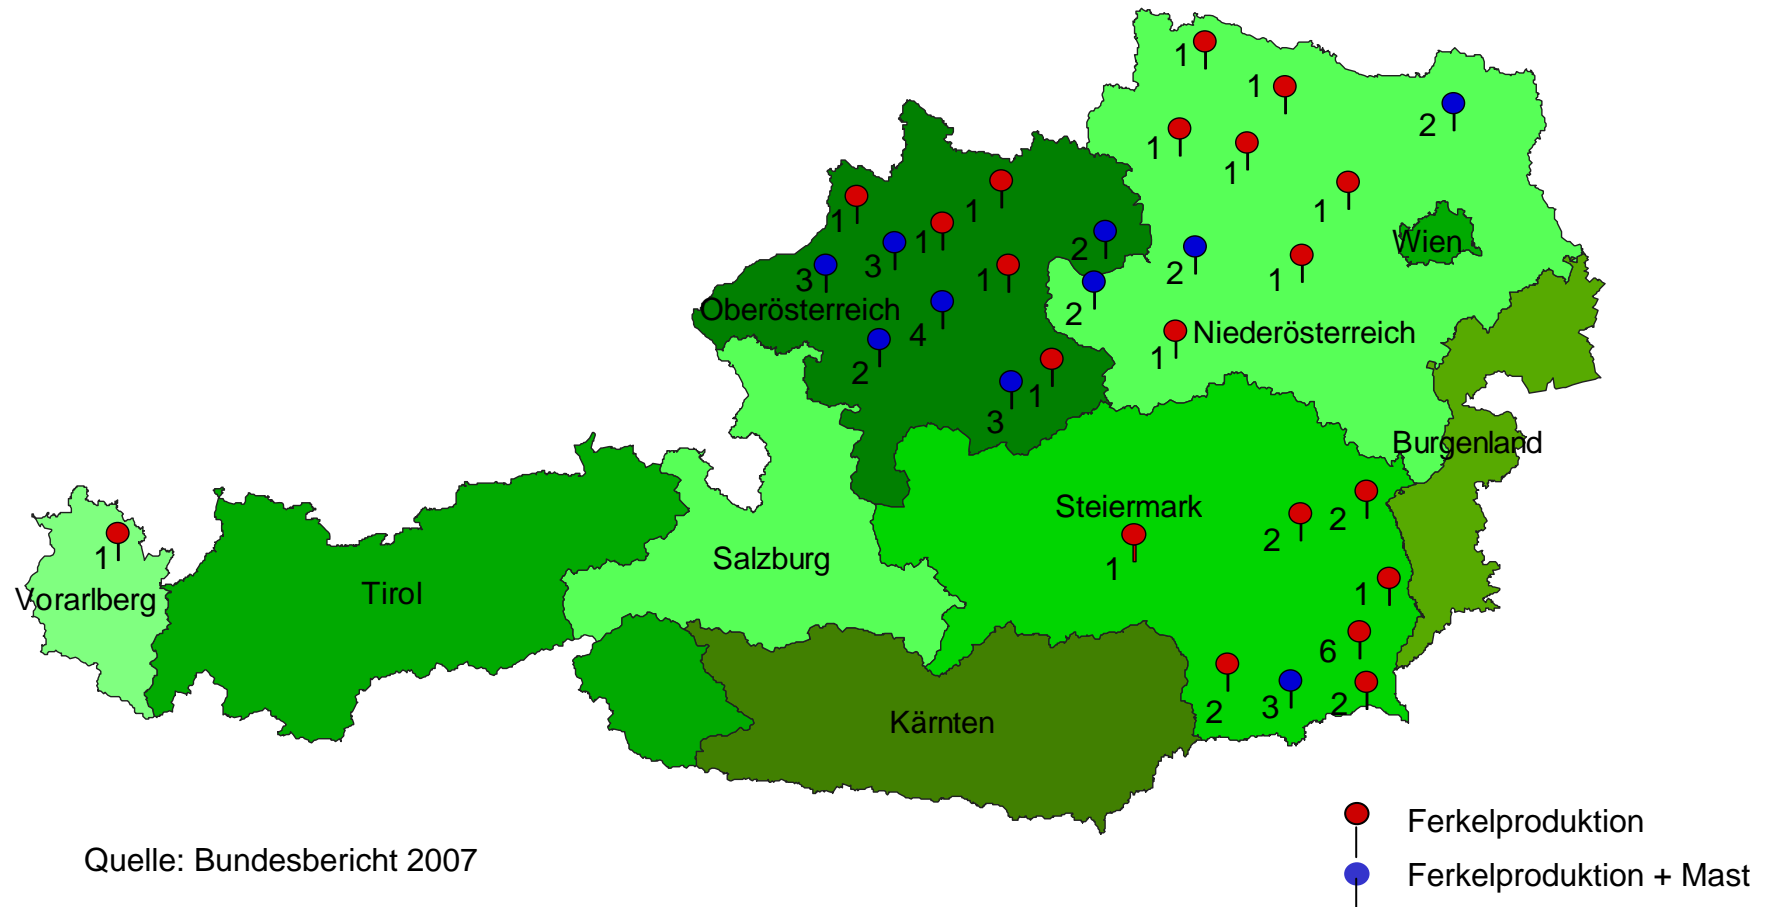 1
1
2
1
1
1
1
1
1
2
2
3
3
1
1
1
2
Wien
Oberösterreich
4
2
1
Niederösterreich
2
3
1
Burgenland
Steiermark
2
2
1
1
Salzburg
Tirol
Vorarlberg
1
6
2
3
2
Kärnten
Ferkelproduktion
Quelle: Bundesbericht 2007
Ferkelproduktion + Mast